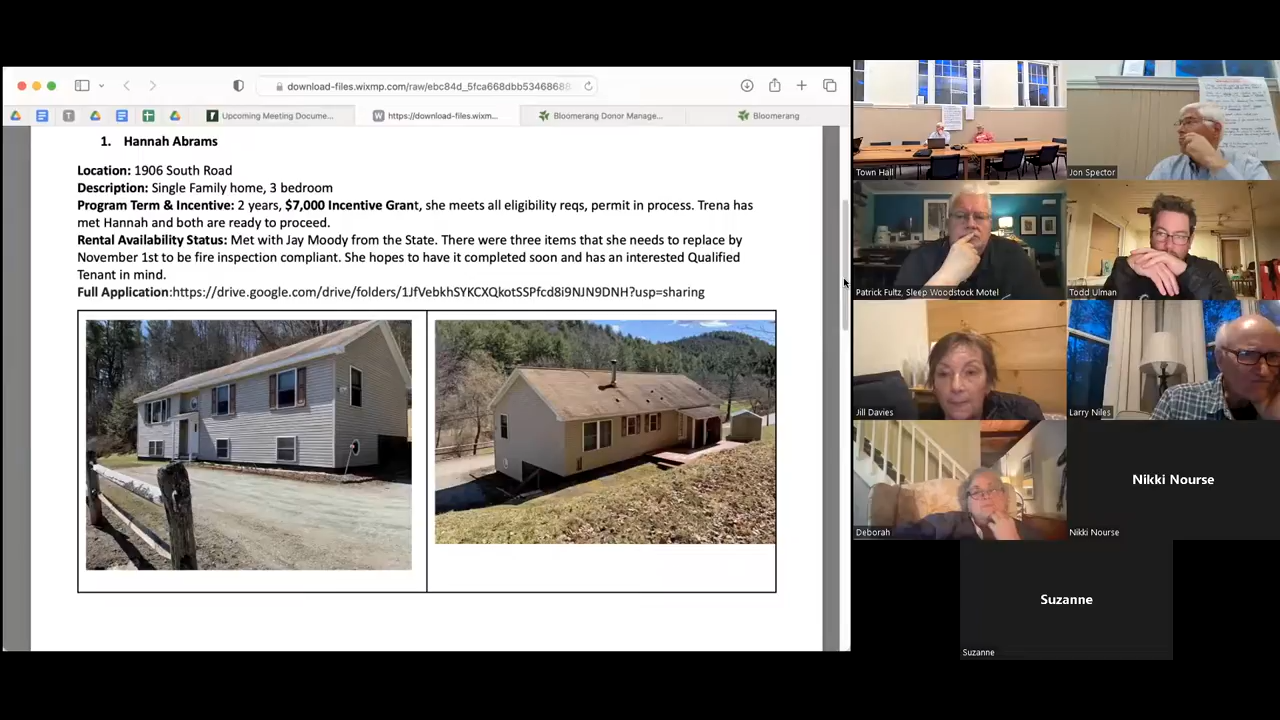 download-files.wixmp.com/raw/ebc84d_5fca668dbb53468688
Upcoming Meeting Docume...
https://download-files.wixm...
Bloomerang Donor Manage...
Bloomerang
1. Hannah Abrams
Location: 1906 South Road
Description: Single Family home, 3 bedroom
Program Term & Incentive: 2 years, $7,000 Incentive Grant, she meets all eligibility reqs, permit in process. Trena has
met Hannah and both are ready to proceed.
Rental Availability Status: Met with Jay Moody from the State. There were three items that she needs to replace by
November 1st to be fire inspection compliant. She hopes to have it completed soon and has an interested Qualified
Tenant in mind.
Full Application:https://drive.google.com/drive/folders/1JfVebkhSYKCXQkotSSPfcd8i9NJN9DNH?usp=sharing
Town Hall
Jon Spector
Patrick Fultz, Sleep Woodstock Motel
Todd Ulman
Jill Davies
Larry Niles
Deborah
Nikki Nourse
Nikki Nourse
Suzanne
Suzanne